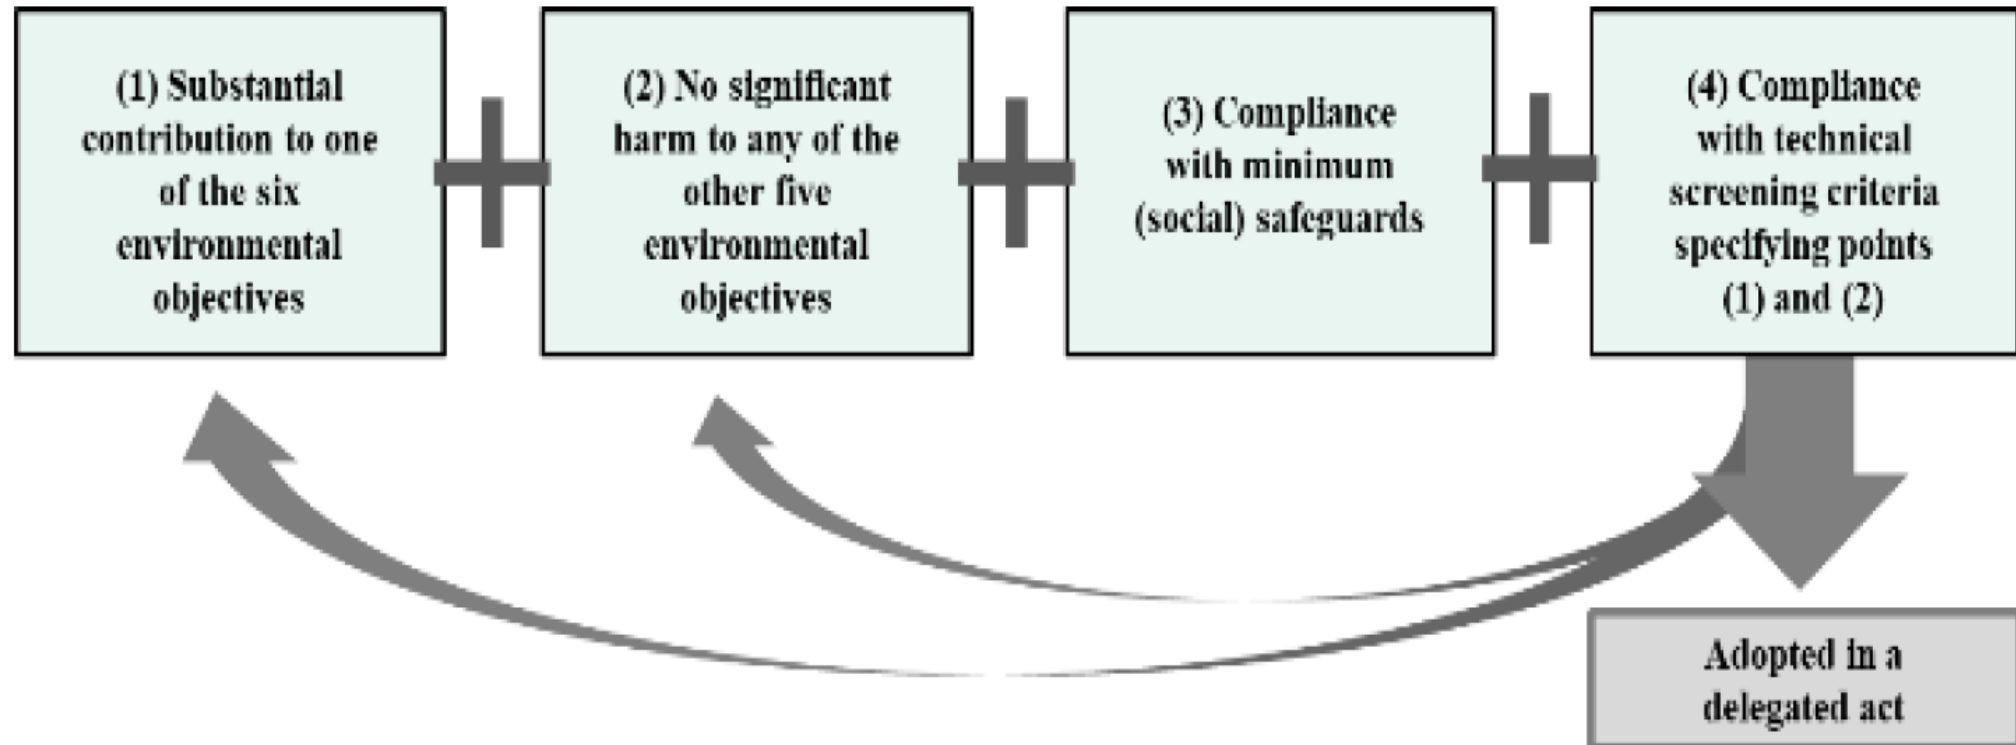 (1) Substantial
contribution to one
of the six
environmental
objectives
(2) No significant
harm to any of the
other five
environmental
objectives
(3) Compliance
with minimum
(social) safeguards
(4) Compliance
with technical
screening criteria
specifying points
(1) and (2)
Adopted in a
delegated act